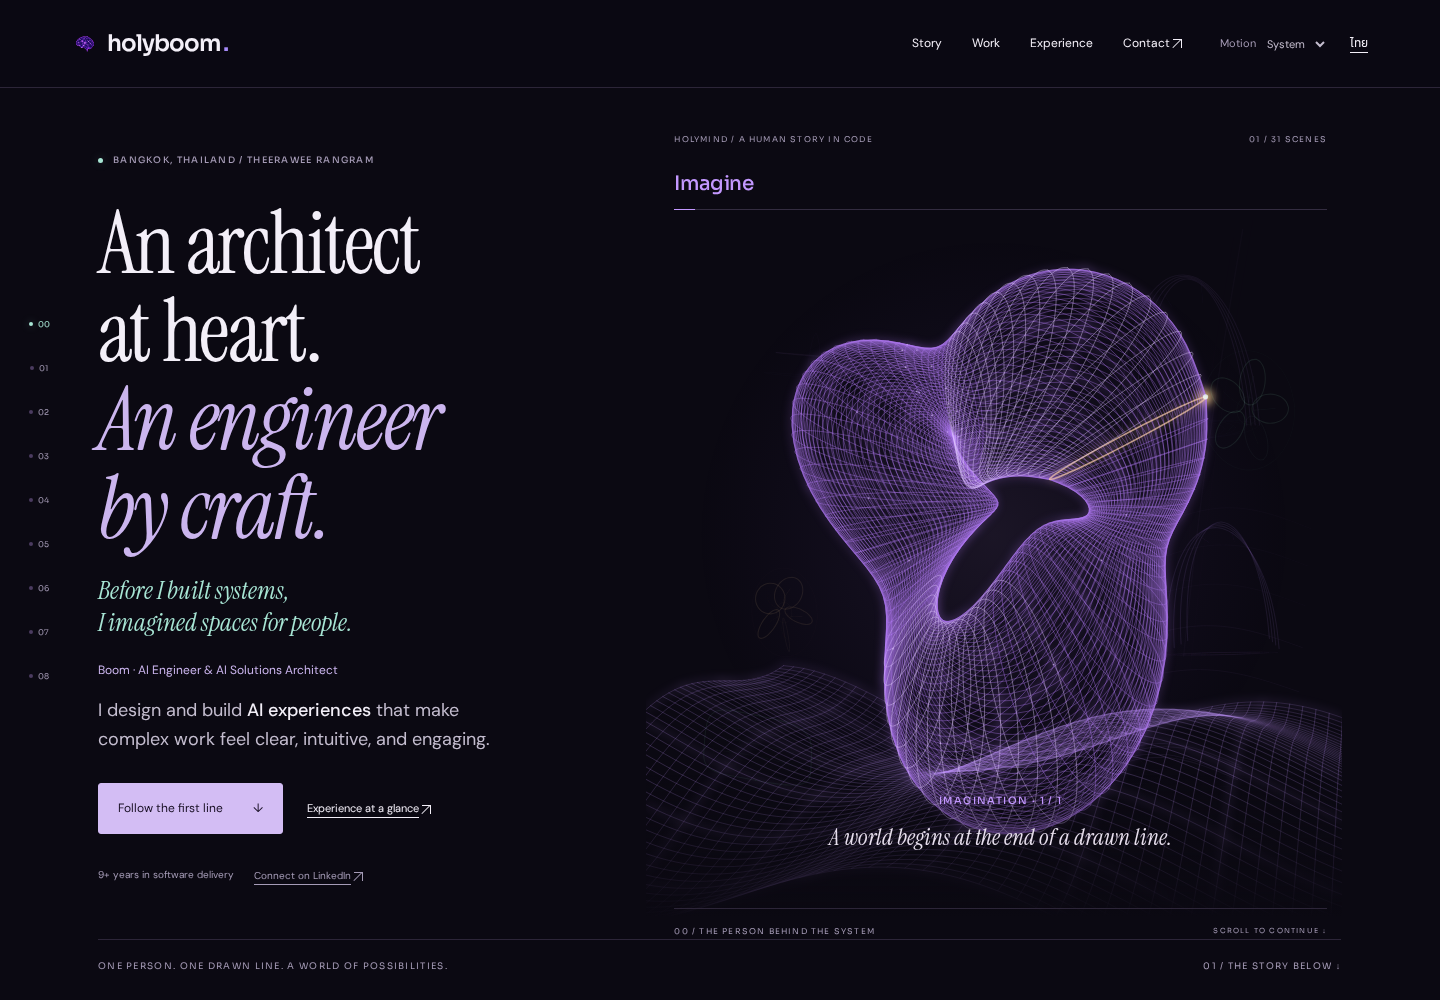 holyboom.
Story
Work
Experience
Contact
Motion
System
ไทย
BANGKOK, THAILAND / THEERAWEE RANGRAM
An architect
at heart.
An engineer
by craft.
Before I built systems,
I imagined spaces for people.
Boom · AI Engineer & AI Solutions Architect
I design and build AI experiences that make
complex work feel clear, intuitive, and engaging.
Follow the first line ↓
Experience at a glance
9+ years in software delivery
Connect on LinkedIn
00
01
02
03
04
05
06
07
08
HOLYMIND / A HUMAN STORY IN CODE
01 / 31 SCENES
Imagine
IMAGINATION · 1 / 1
A world begins at the end of a drawn line.
00 / THE PERSON BEHIND THE SYSTEM
SCROLL TO CONTINUE ↓
ONE PERSON. ONE DRAWN LINE. A WORLD OF POSSIBILITIES.
01 / THE STORY BELOW ↓